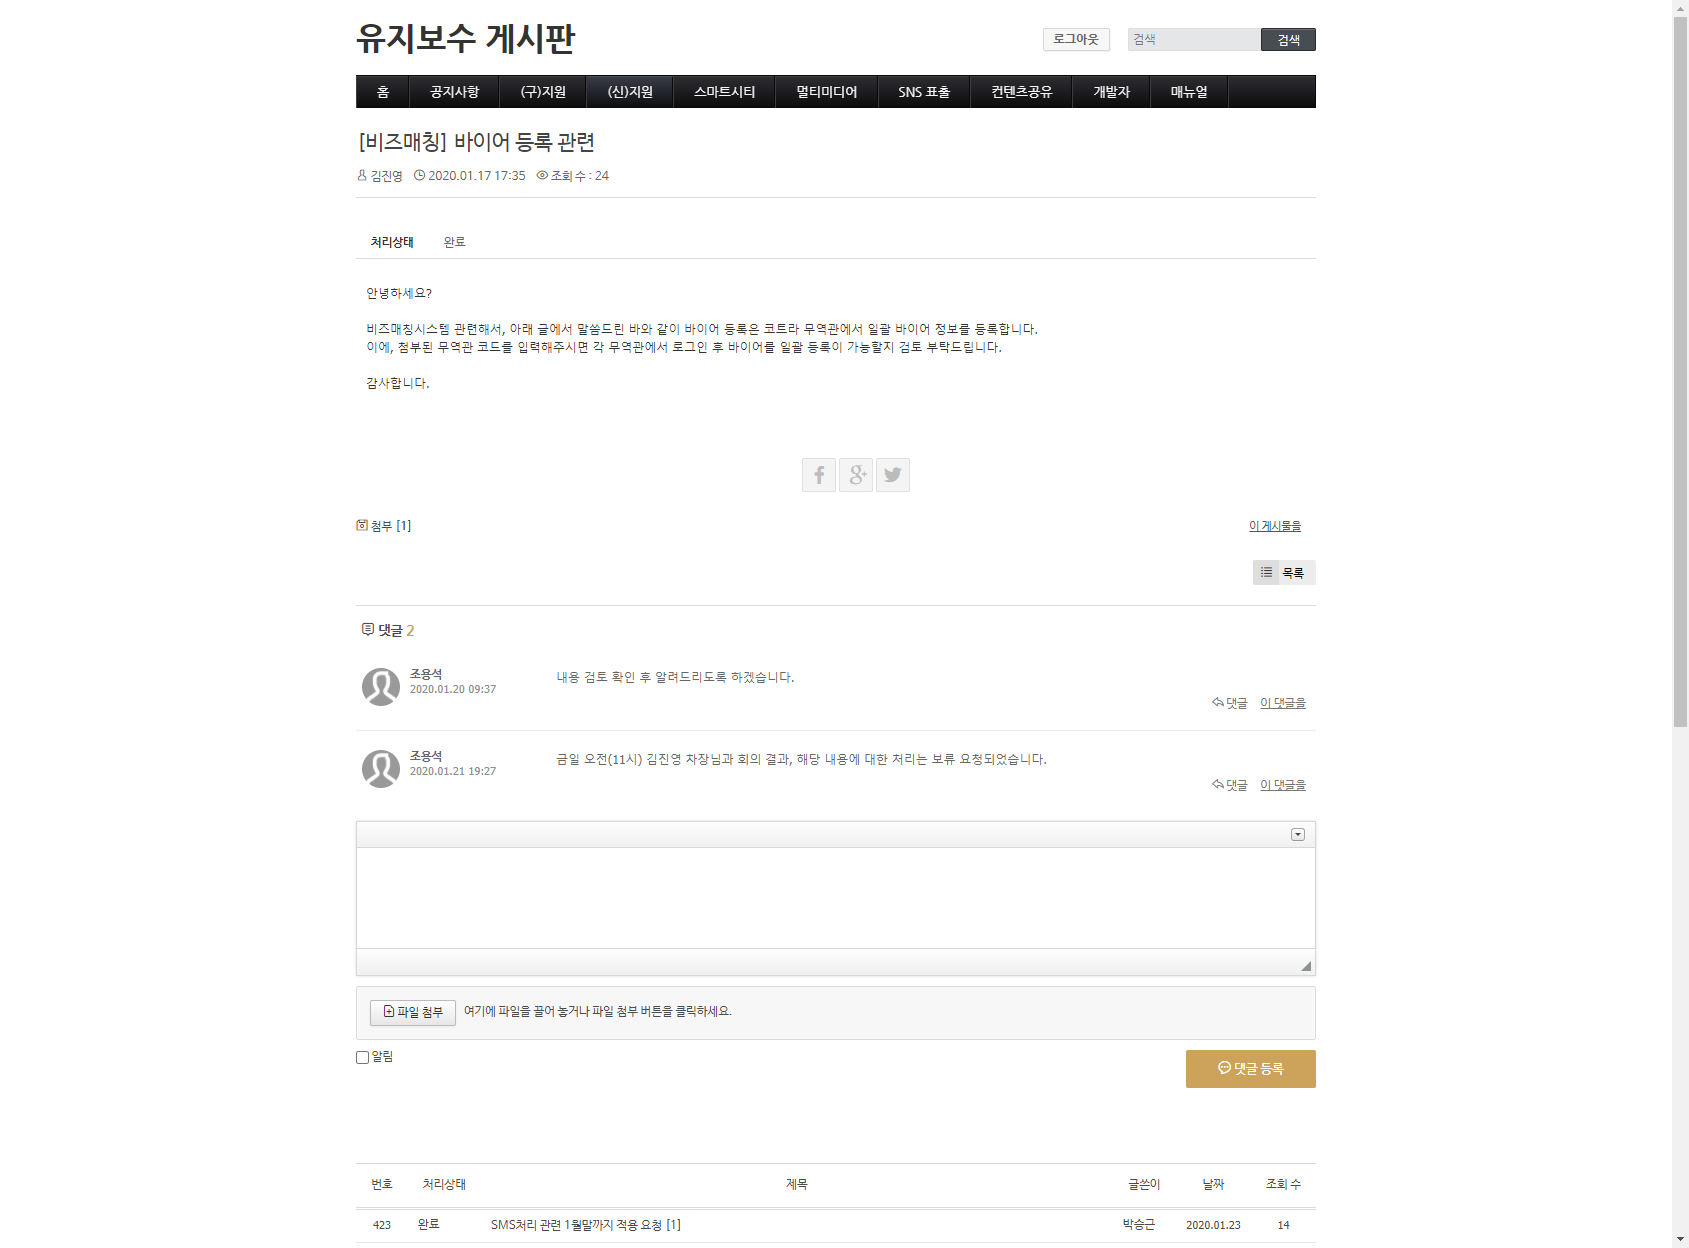 유지보수 게시판
로그아웃
검색
검색
홈
공지사항
(구)지원
(신)지원
스마트시티
멀티미디어
SNS 표출
컨텐츠공유
개발자
매뉴얼
[비즈매칭] 바이어 등록 관련
김진영 2020.01.17 17:35 조회 수 : 24
처리상태 완료
안녕하세요?
비즈매칭시스템 관련해서, 아래 글에서 말씀드린 바와 같이 바이어 등록은 코트라 무역관에서 일괄 바이어 정보를 등록합니다.
이에, 첨부된 무역관 코드를 입력해주시면 각 무역관에서 로그인 후 바이어를 일괄 등록이 가능할지 검토 부탁드립니다.
감사합니다.
첨부 [1]
이 게시물을
목록
댓글 2
조용석
2020.01.20 09:37
내용 검토 확인 후 알려드리도록 하겠습니다.
댓글 이 댓글을
조용석
2020.01.21 19:27
금일 오전(11시) 김진영 차장님과 회의 결과, 해당 내용에 대한 처리는 보류 요청되었습니다.
댓글 이 댓글을
파일 첨부 여기에 파일을 끌어 놓거나 파일 첨부 버튼을 클릭하세요.
알림
댓글 등록
번호 처리상태 제목 글쓴이 날짜 조회 수
423 완료 SMS처리 관련 1월말까지 적용 요청 [1] 박승근 2020.01.23 14